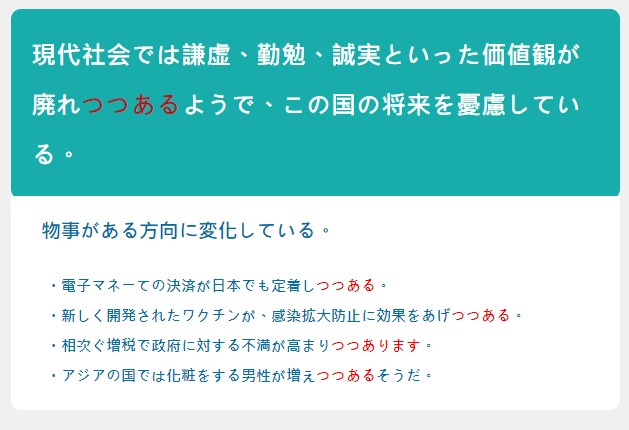 現代社会では謙虚、勤勉、誠実といった価値観が
廃れつつあるようで、この国の将来を憂慮してい
る。
物事がある方向に変化している。
・電子マネーての決済が日本でも定着しつつある。
・新しく開発されたワクチンが、感染拡大防止に効果をあげつつある。
・相次ぐ増税で政府に対する不満が高まりつつあります。
・アジアの国では化粧をする男性が増えつつあるそうだ。